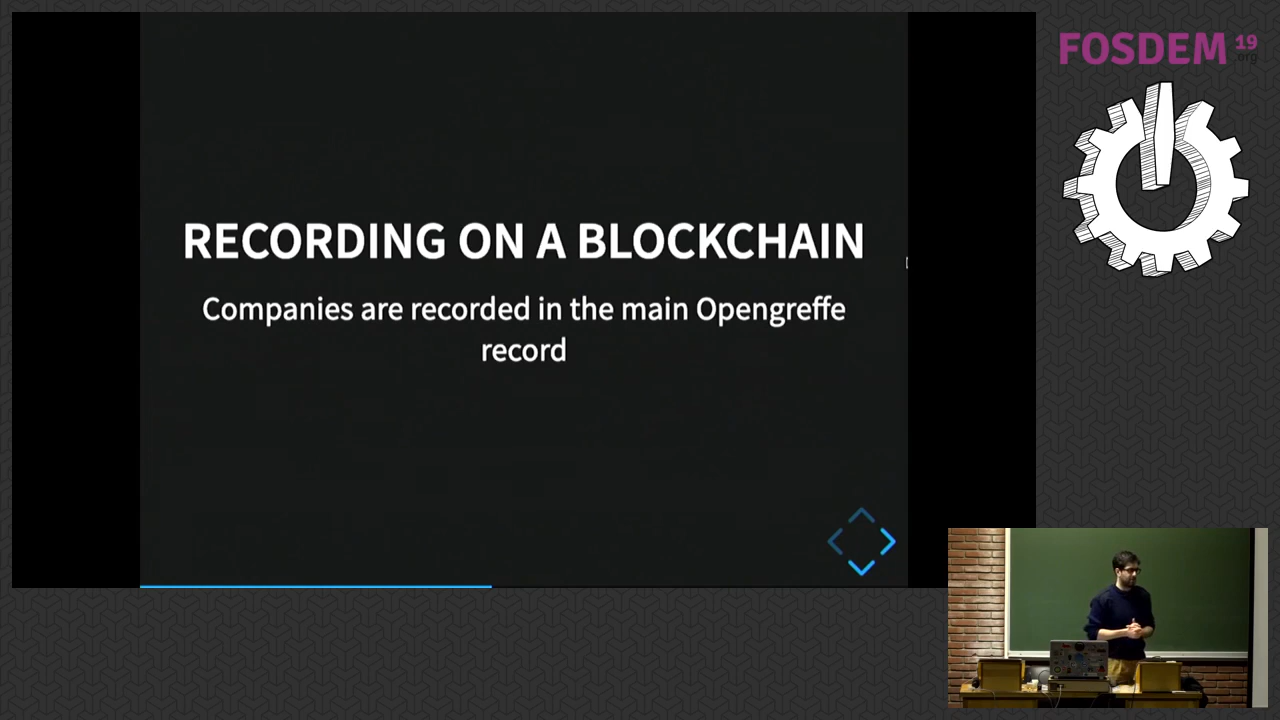 RECORDING ON A BLOCKCHAIN
Companies are recorded in the main Opengreffe
record
FOSDEM 19
.org